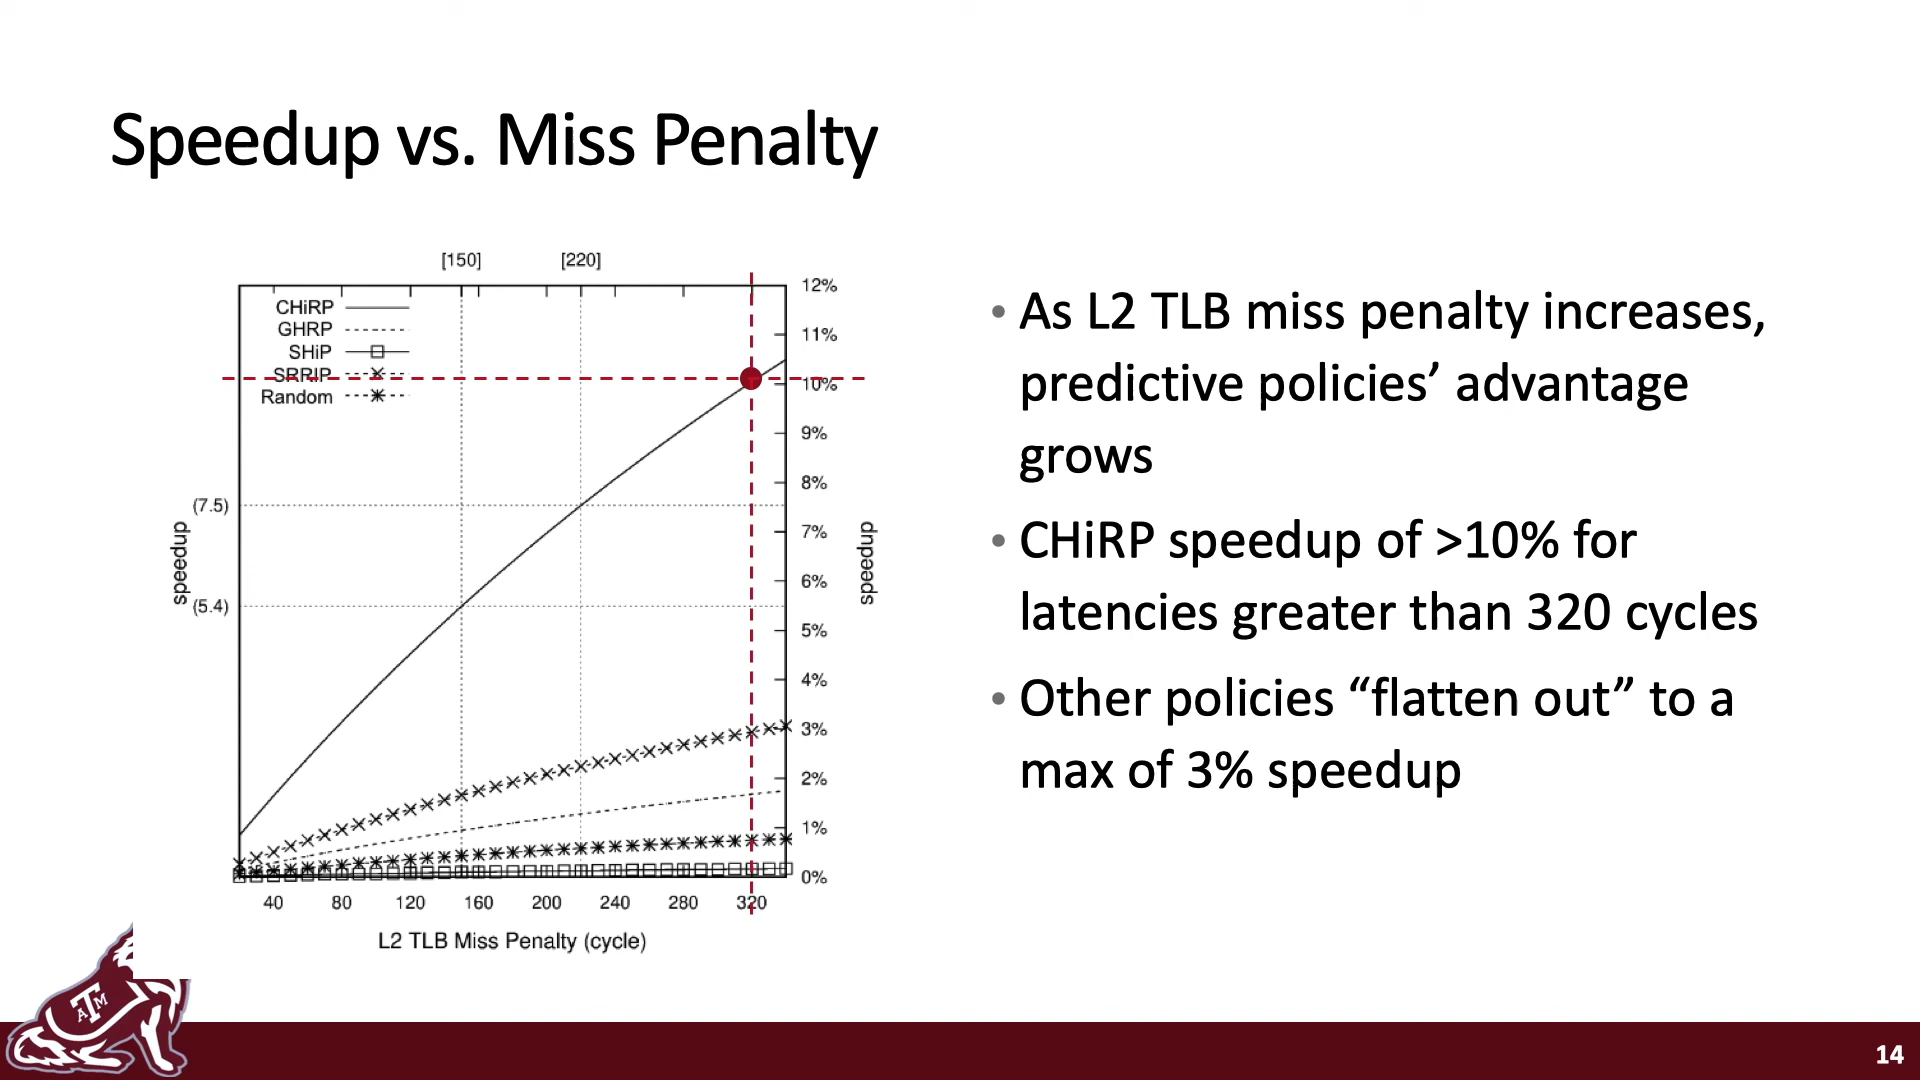 Speedup vs. Miss Penalty
[150] [220]
12%
CHiRP
11%
GHRP
SHiP
SRRIP
10%
Random
9%
8%
(7.5)
7%
speedup
speedup
6%
(5.4)
5%
4%
3%
2%
1%
0%
40 80 120 160 200 240 280 320
L2 TLB Miss Penalty (cycle)
• As L2 TLB miss penalty increases,
predictive policies’ advantage
grows
• CHiRP speedup of >10% for
latencies greater than 320 cycles
• Other policies “flatten out” to a
max of 3% speedup
ATM
14